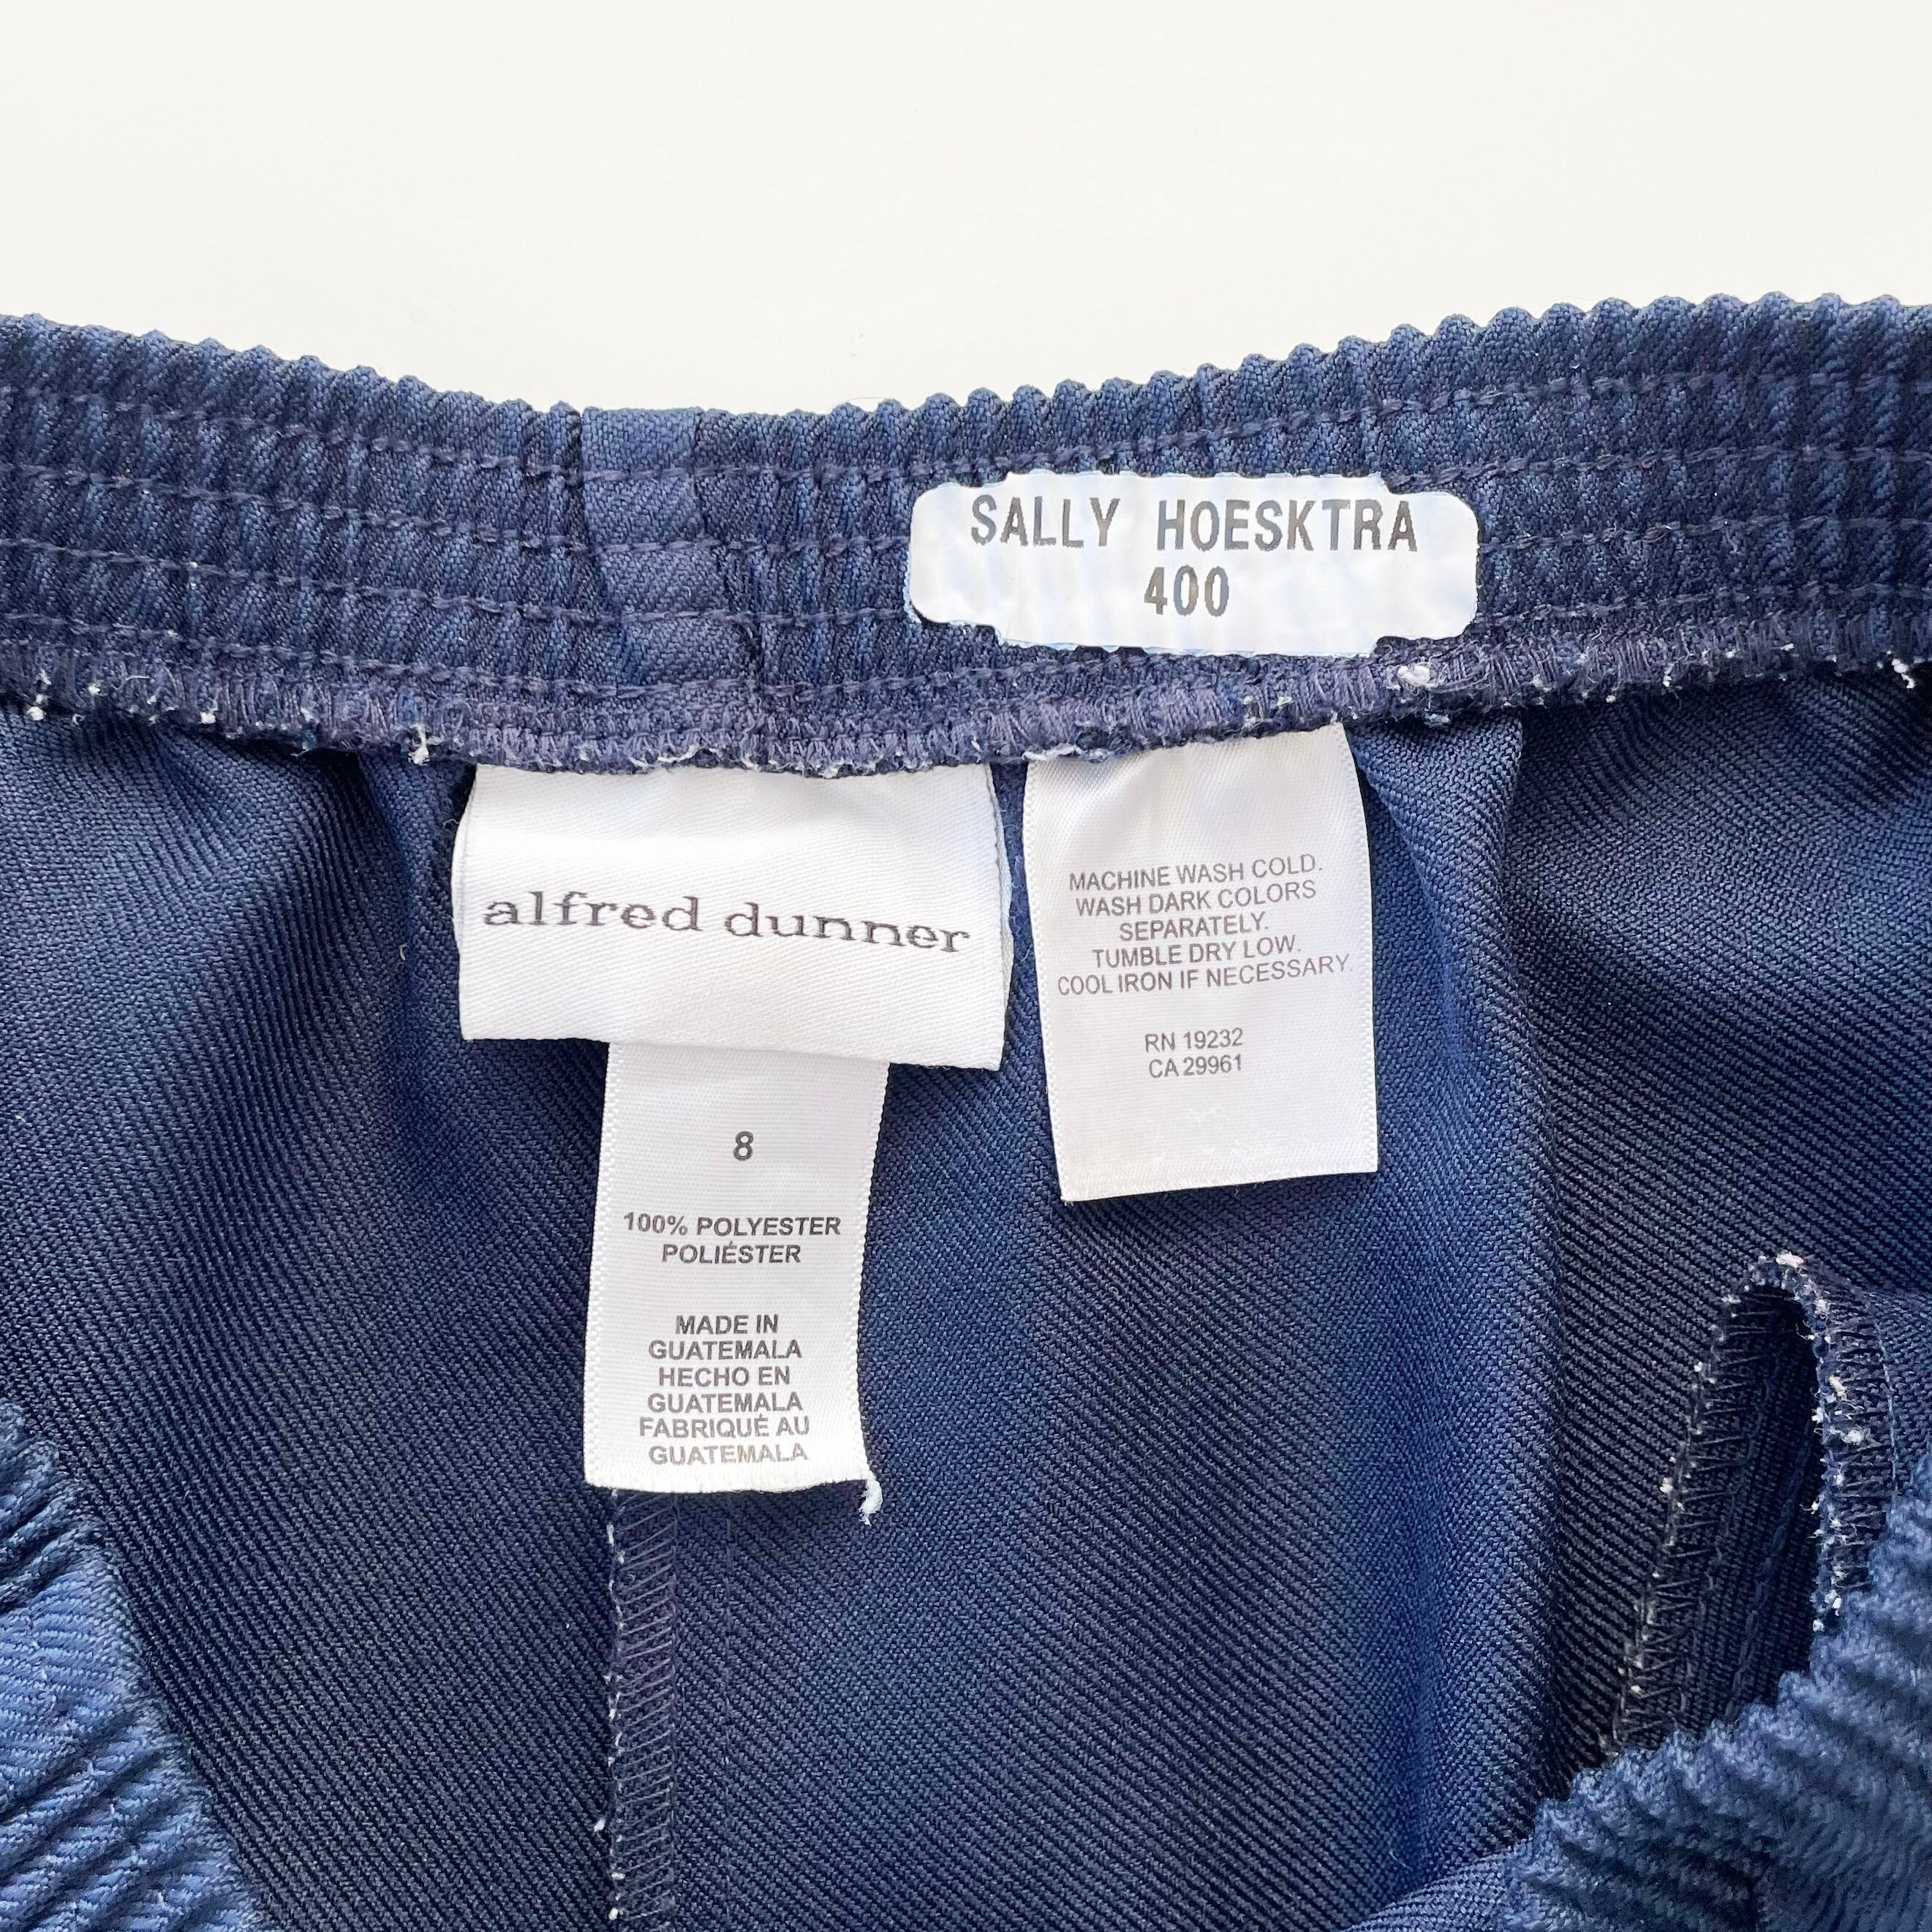 SALLY HOESKTRA
400
alfred dunner
8
100% POLYESTER
POLIÉSTER
MADE IN
GUATEMALA
HECHO EN
GUATEMALA
FABRIQUÉ AU
GUATEMALA
MACHINE WASH COLD.
WASH DARK COLORS
SEPARATELY.
TUMBLE DRY LOW.
COOL IRON IF NECESSARY.
RN 19232
CA 29961